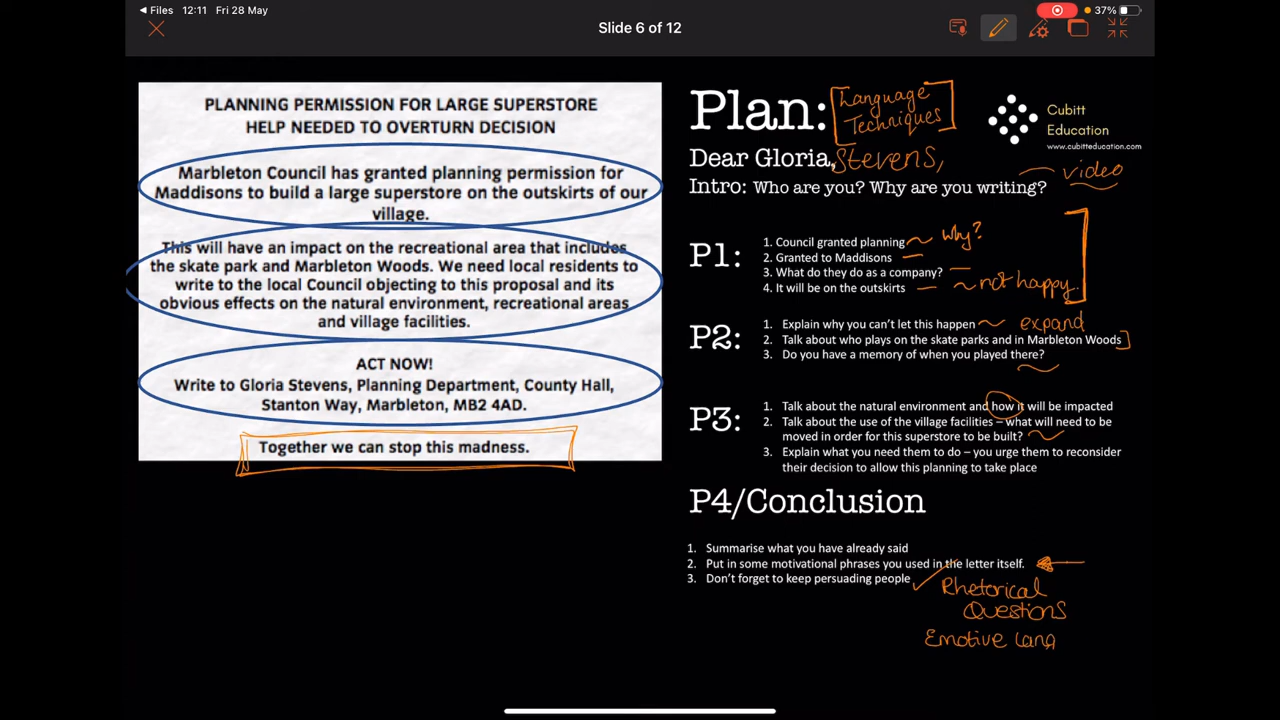 Files 12:11 Fri 28 May
37%
Slide 6 of 12
PLANNING PERMISSION FOR LARGE SUPERSTORE
HELP NEEDED TO OVERTURN DECISION
Marbleton Council has granted planning permission for
Maddisons to build a large superstore on the outskirts of our
village.
This will have an impact on the recreational area that includes
the skate park and Marbleton Woods. We need local residents to
write to the local Council objecting to this proposal and its
obvious effects on the natural environment, recreational areas
and village facilities.
ACT NOW!
Write to Gloria Stevens, Planning Department, County Hall,
Stanton Way, Marbleton, MB2 4AD.
Together we can stop this madness.
Plan: Language
Techniques
Cubitt
Education
www.cubitteducation.com
Dear Gloria, Stevens,
Intro: Who are you? Why are you writing? video
P1:
1. Council granted planning why?
2. Granted to Maddisons
3. What do they do as a company?
4. It will be on the outskirts not happy.
P2:
1. Explain why you can't let this happen expand
2. Talk about who plays on the skate parks and in Marbleton Woods
3. Do you have a memory of when you played there?
P3:
1. Talk about the natural environment and how it will be impacted
2. Talk about the use of the village facilities – what will need to be
moved in order for this superstore to be built?
3. Explain what you need them to do – you urge them to reconsider
their decision to allow this planning to take place
P4/Conclusion
1. Summarise what you have already said
2. Put in some motivational phrases you used in the letter itself.
3. Don't forget to keep persuading people
Rhetorical
Questions
Emotive Lang